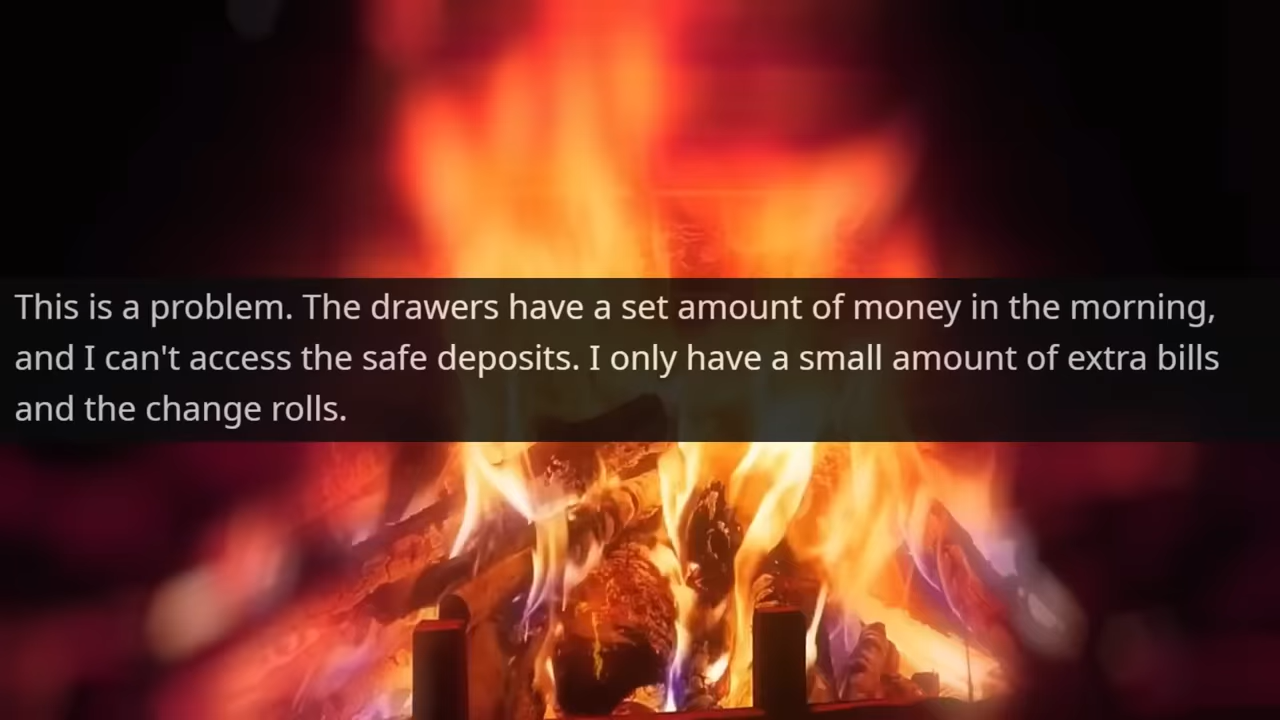 This is a problem. The drawers have a set amount of money in the morning,
and I can't access the safe deposits. I only have a small amount of extra bills
and the change rolls.